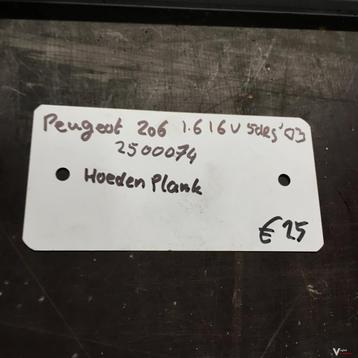 Peugeot 206 1.6 16V 5drs '03
2500074
Hoeden Plank
€25